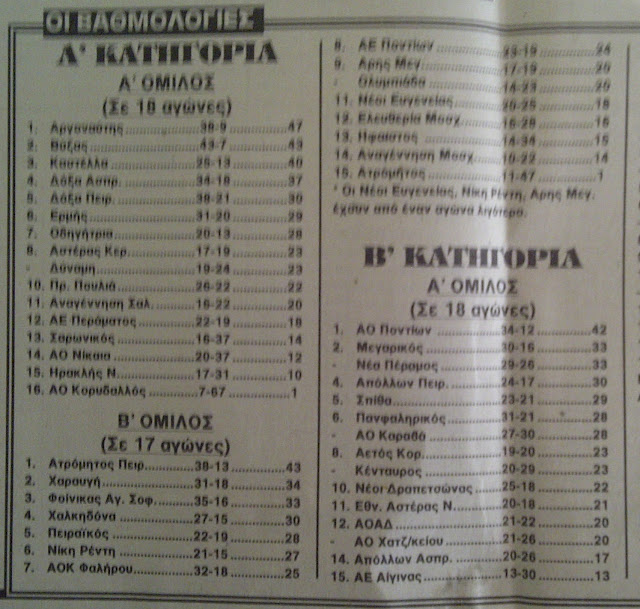 ΟΙ ΒΑΘΜΟΛΟΓΙΕΣ
Α' ΚΑΤΗΓΟΡΙΑ
Α' ΟΜΙΛΟΣ
(Σε 18 αγώνες)
1. Αργοναύτης 38-9 47
2. Βύζας 43-7 43
3. Καστέλλα 25-13 40
4. Δόξα Ασπρ. 34-18 37
5. Δόξα Πειρ. 38-21 30
6. Ερμής 31-20 29
7. Οδηγήτρια 20-13 28
8. Αστέρας Κερ. 17-19 23
- Δύναμη 19-24 23
10. Πρ. Πουλιά 26-22 22
11. Αναγέννηση Σαλ. 16-22 20
12. ΑΕ Περάματος 22-19 18
13. Σαρωνικός 16-37 14
14. ΑΟ Νίκαια 20-37 12
15. Ηρακλής Ν. 17-31 10
16. ΑΟ Κορυδαλλός 7-67 1
Β' ΟΜΙΛΟΣ
(Σε 17 αγώνες)
1. Ατρόμητος Πειρ. 38-13 43
2. Χαραυγή 31-18 34
3. Φοίνικας Αγ. Σοφ. 35-16 33
4. Χαλκηδόνα 27-15 30
5. Πειραϊκός 22-19 28
6. Νίκη Ρέντη 21-15 27
7. ΑΟΚ Φαλήρου 32-18 25
8. ΑΕ Ποντίων 23-19 24
9. Άρης Μεγ. 17-19 20
- Ολυμπιάδα 14-23 20
11. Νέοι Ευγενείας 20-25 18
12. Ελευθερία Μοσχ. 16-28 16
13. Ήφαιστος 14-34 15
14. Αναγέννηση Μοσχ. 10-22 14
15. Ατρόμητος 11-47 1
* Οι Νέοι Ευγενείας, Νίκη Ρέντη, Άρης Μεγ.
έχουν από έναν αγώνα λιγότερο.
Β' ΚΑΤΗΓΟΡΙΑ
Α' ΟΜΙΛΟΣ
(Σε 18 αγώνες)
1. ΑΟ Ποντίων 34-12 42
2. Μεγαρικός 30-16 33
- Νέα Πέραμος 29-26 33
4. Απόλλων Πειρ. 24-17 30
5. Σπίθα 23-21 29
6. Πανφαληρικός 31-21 28
- ΑΟ Καραβά 27-30 28
8. Αετός Κορ. 19-20 23
- Κένταυρος 20-29 23
10. Νέοι Δραπετσώνας 25-18 22
11. Εθν. Αστέρας Ν. 20-18 21
12. ΑΟΑΔ 21-22 20
- ΑΟ Χατζ/κείου 21-26 20
14. Απόλλων Ασπρ. 20-26 17
15. ΑΕ Αίγινας 13-30 13